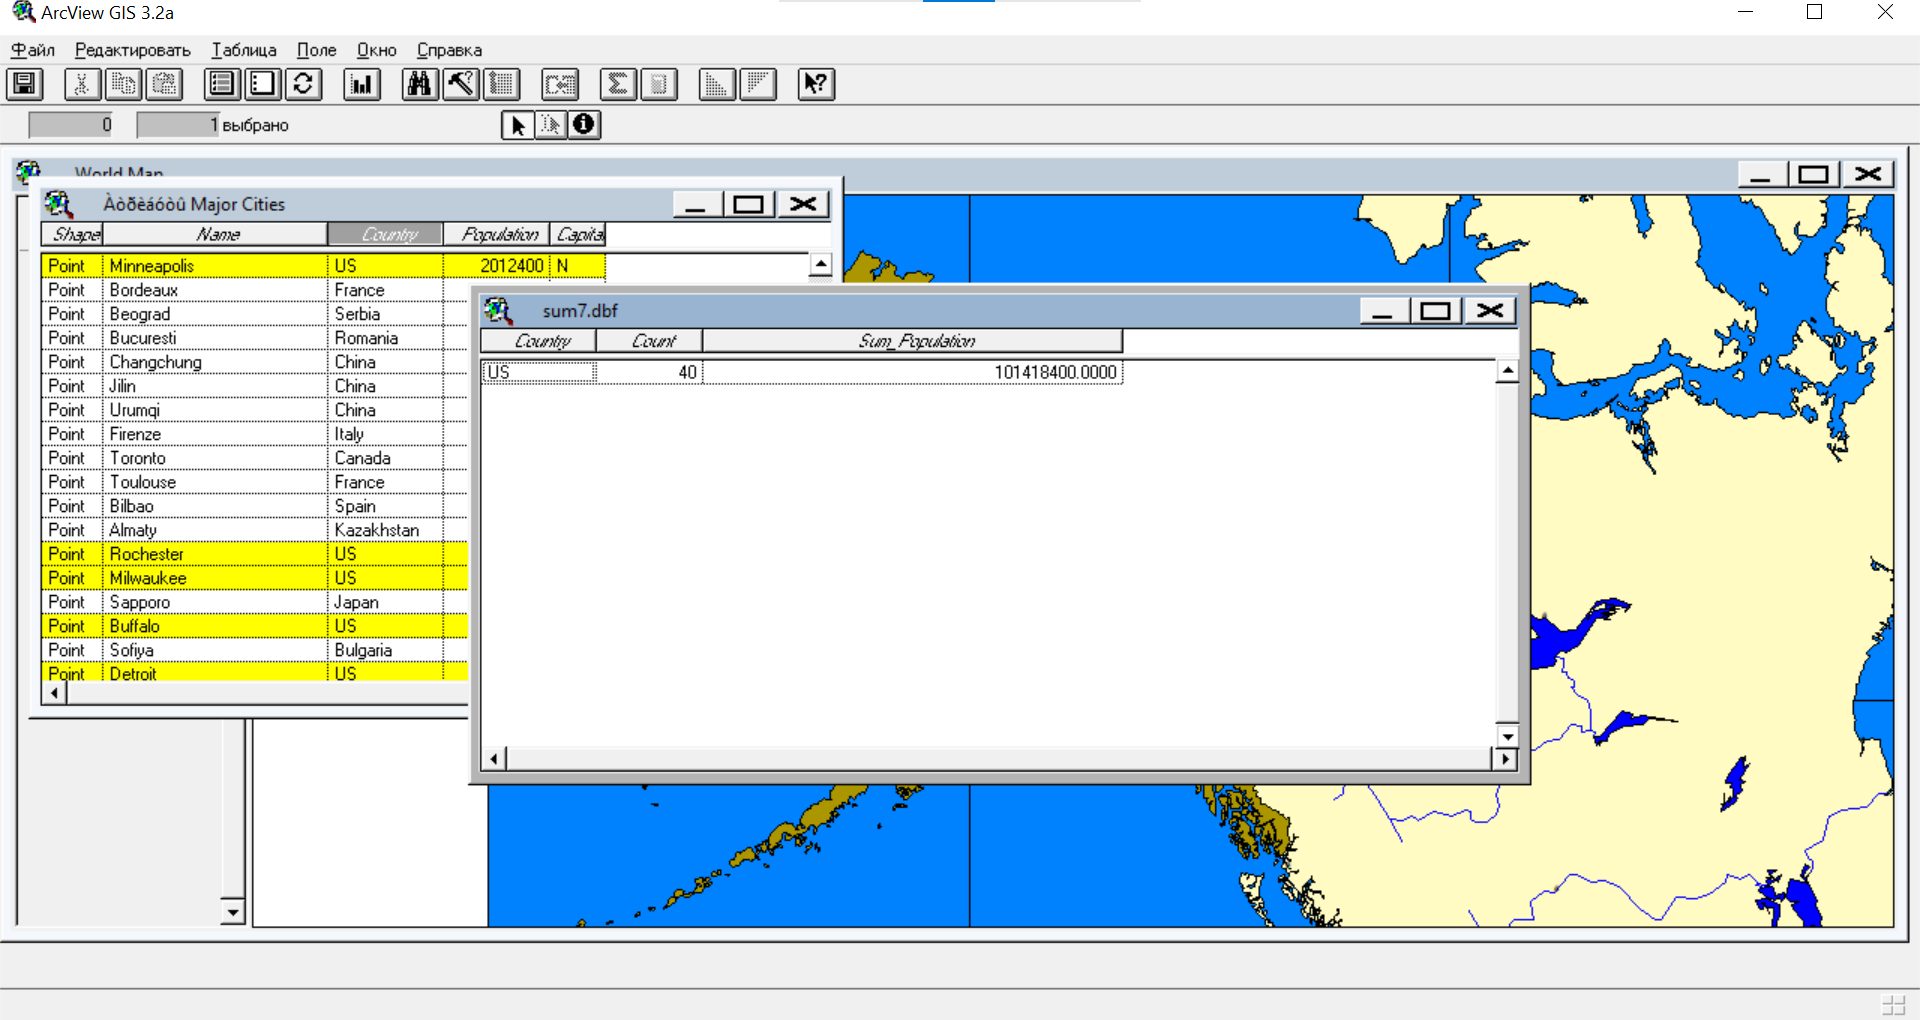 ArcView GIS 3.2a
Файл Редактировать Таблица Поле Окно Справка
0 1 выбрано
World Map
Àòðèáóòû Major Cities
Shape Name Country Population Capital
Point Minneapolis US 2012400 N
Point Bordeaux France
Point Beograd Serbia
Point Bucuresti Romania
Point Changchung China
Point Jilin China
Point Urumqi China
Point Firenze Italy
Point Toronto Canada
Point Toulouse France
Point Bilbao Spain
Point Almaty Kazakhstan
Point Rochester US
Point Milwaukee US
Point Sapporo Japan
Point Buffalo US
Point Sofiya Bulgaria
Point Detroit US
sum7.dbf
Country Count Sum_Population
US 40 101418400.0000